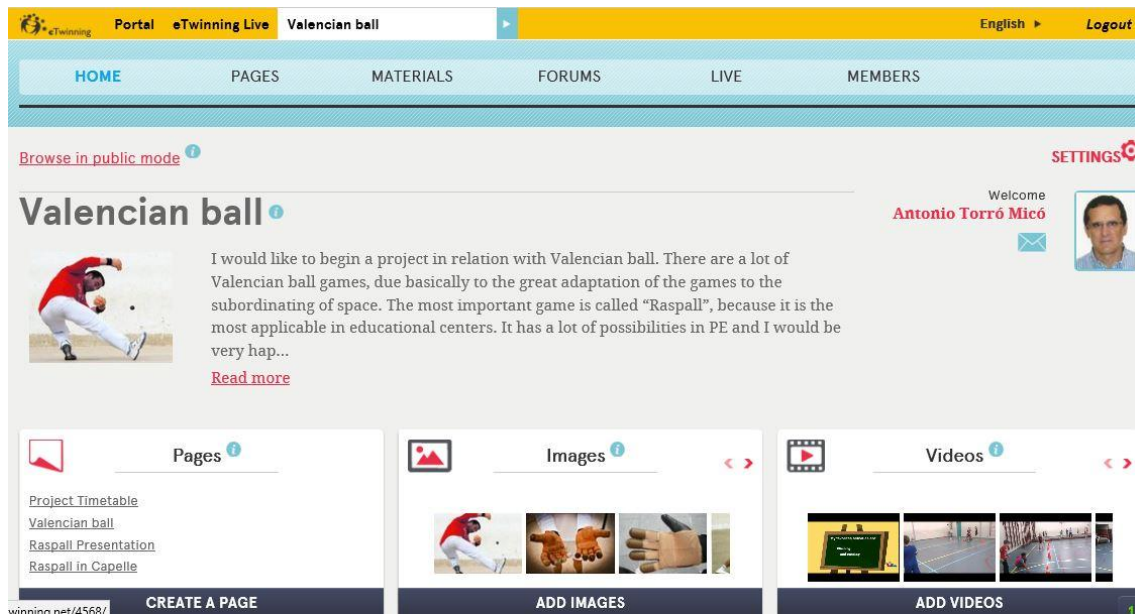 eTwinning Portal eTwinning Live Valencian ball English Logout
HOME PAGES MATERIALS FORUMS LIVE MEMBERS
Browse in public mode
SETTINGS
Welcome
Antonio Torró Micó
Valencian ball
I would like to begin a project in relation with Valencian ball. There are a lot of
Valencian ball games, due basically to the great adaptation of the games to the
subordinating of space. The most important game is called “Raspall”, because it is the
most applicable in educational centers. It has a lot of possibilities in PE and I would be
very hap...
Read more
Pages
Project Timetable
Valencian ball
Raspall Presentation
Raspall in Capelle
CREATE A PAGE
Images
ADD IMAGES
Videos
ADD VIDEOS
winning.net/4568/